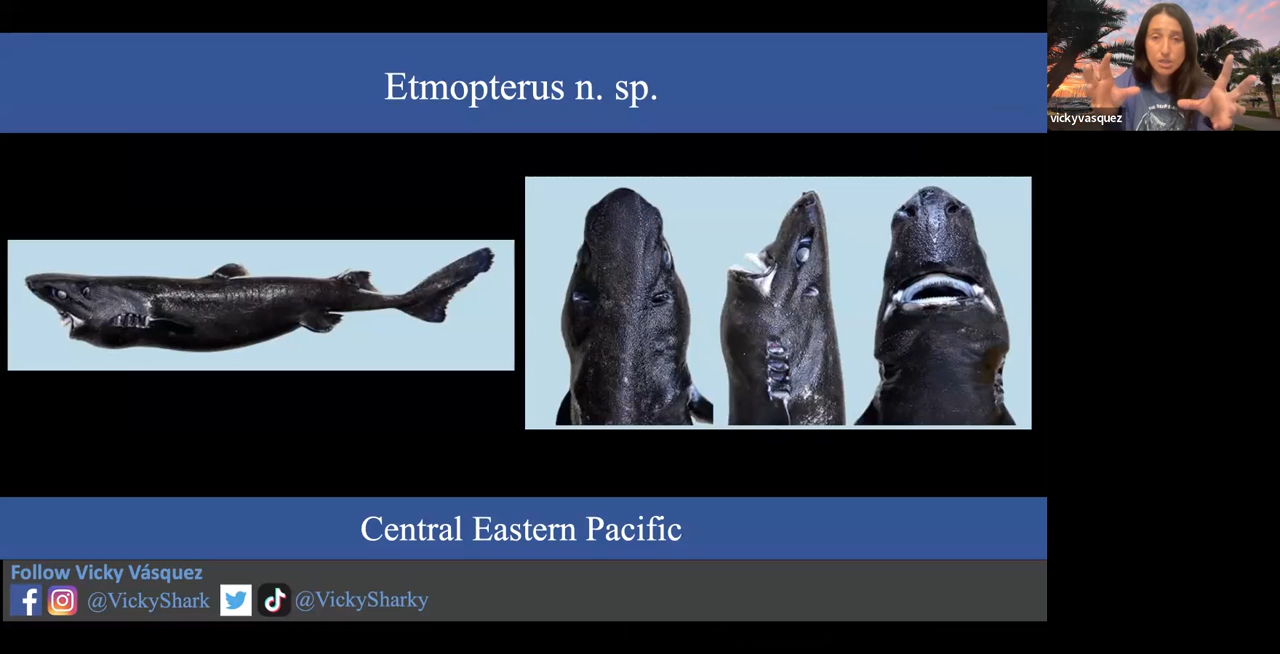 Etmopterus n. sp.
vickyvasquez
Central Eastern Pacific
Follow Vicky Vásquez
@VickyShark
@VickySharky